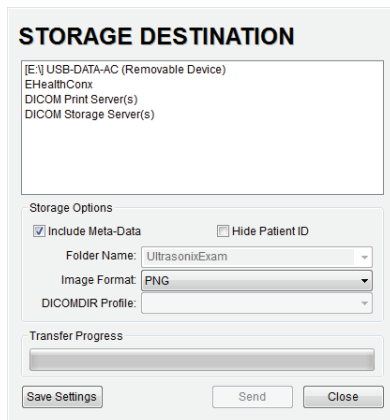 STORAGE DESTINATION
[E:\] USB-DATA-AC (Removable Device)
EHealthConx
DICOM Print Server(s)
DICOM Storage Server(s)
Storage Options
Include Meta-Data Hide Patient ID
Folder Name: UltrasonixExam
Image Format: PNG
DICOMDIR Profile:
Transfer Progress
Save Settings Send Close